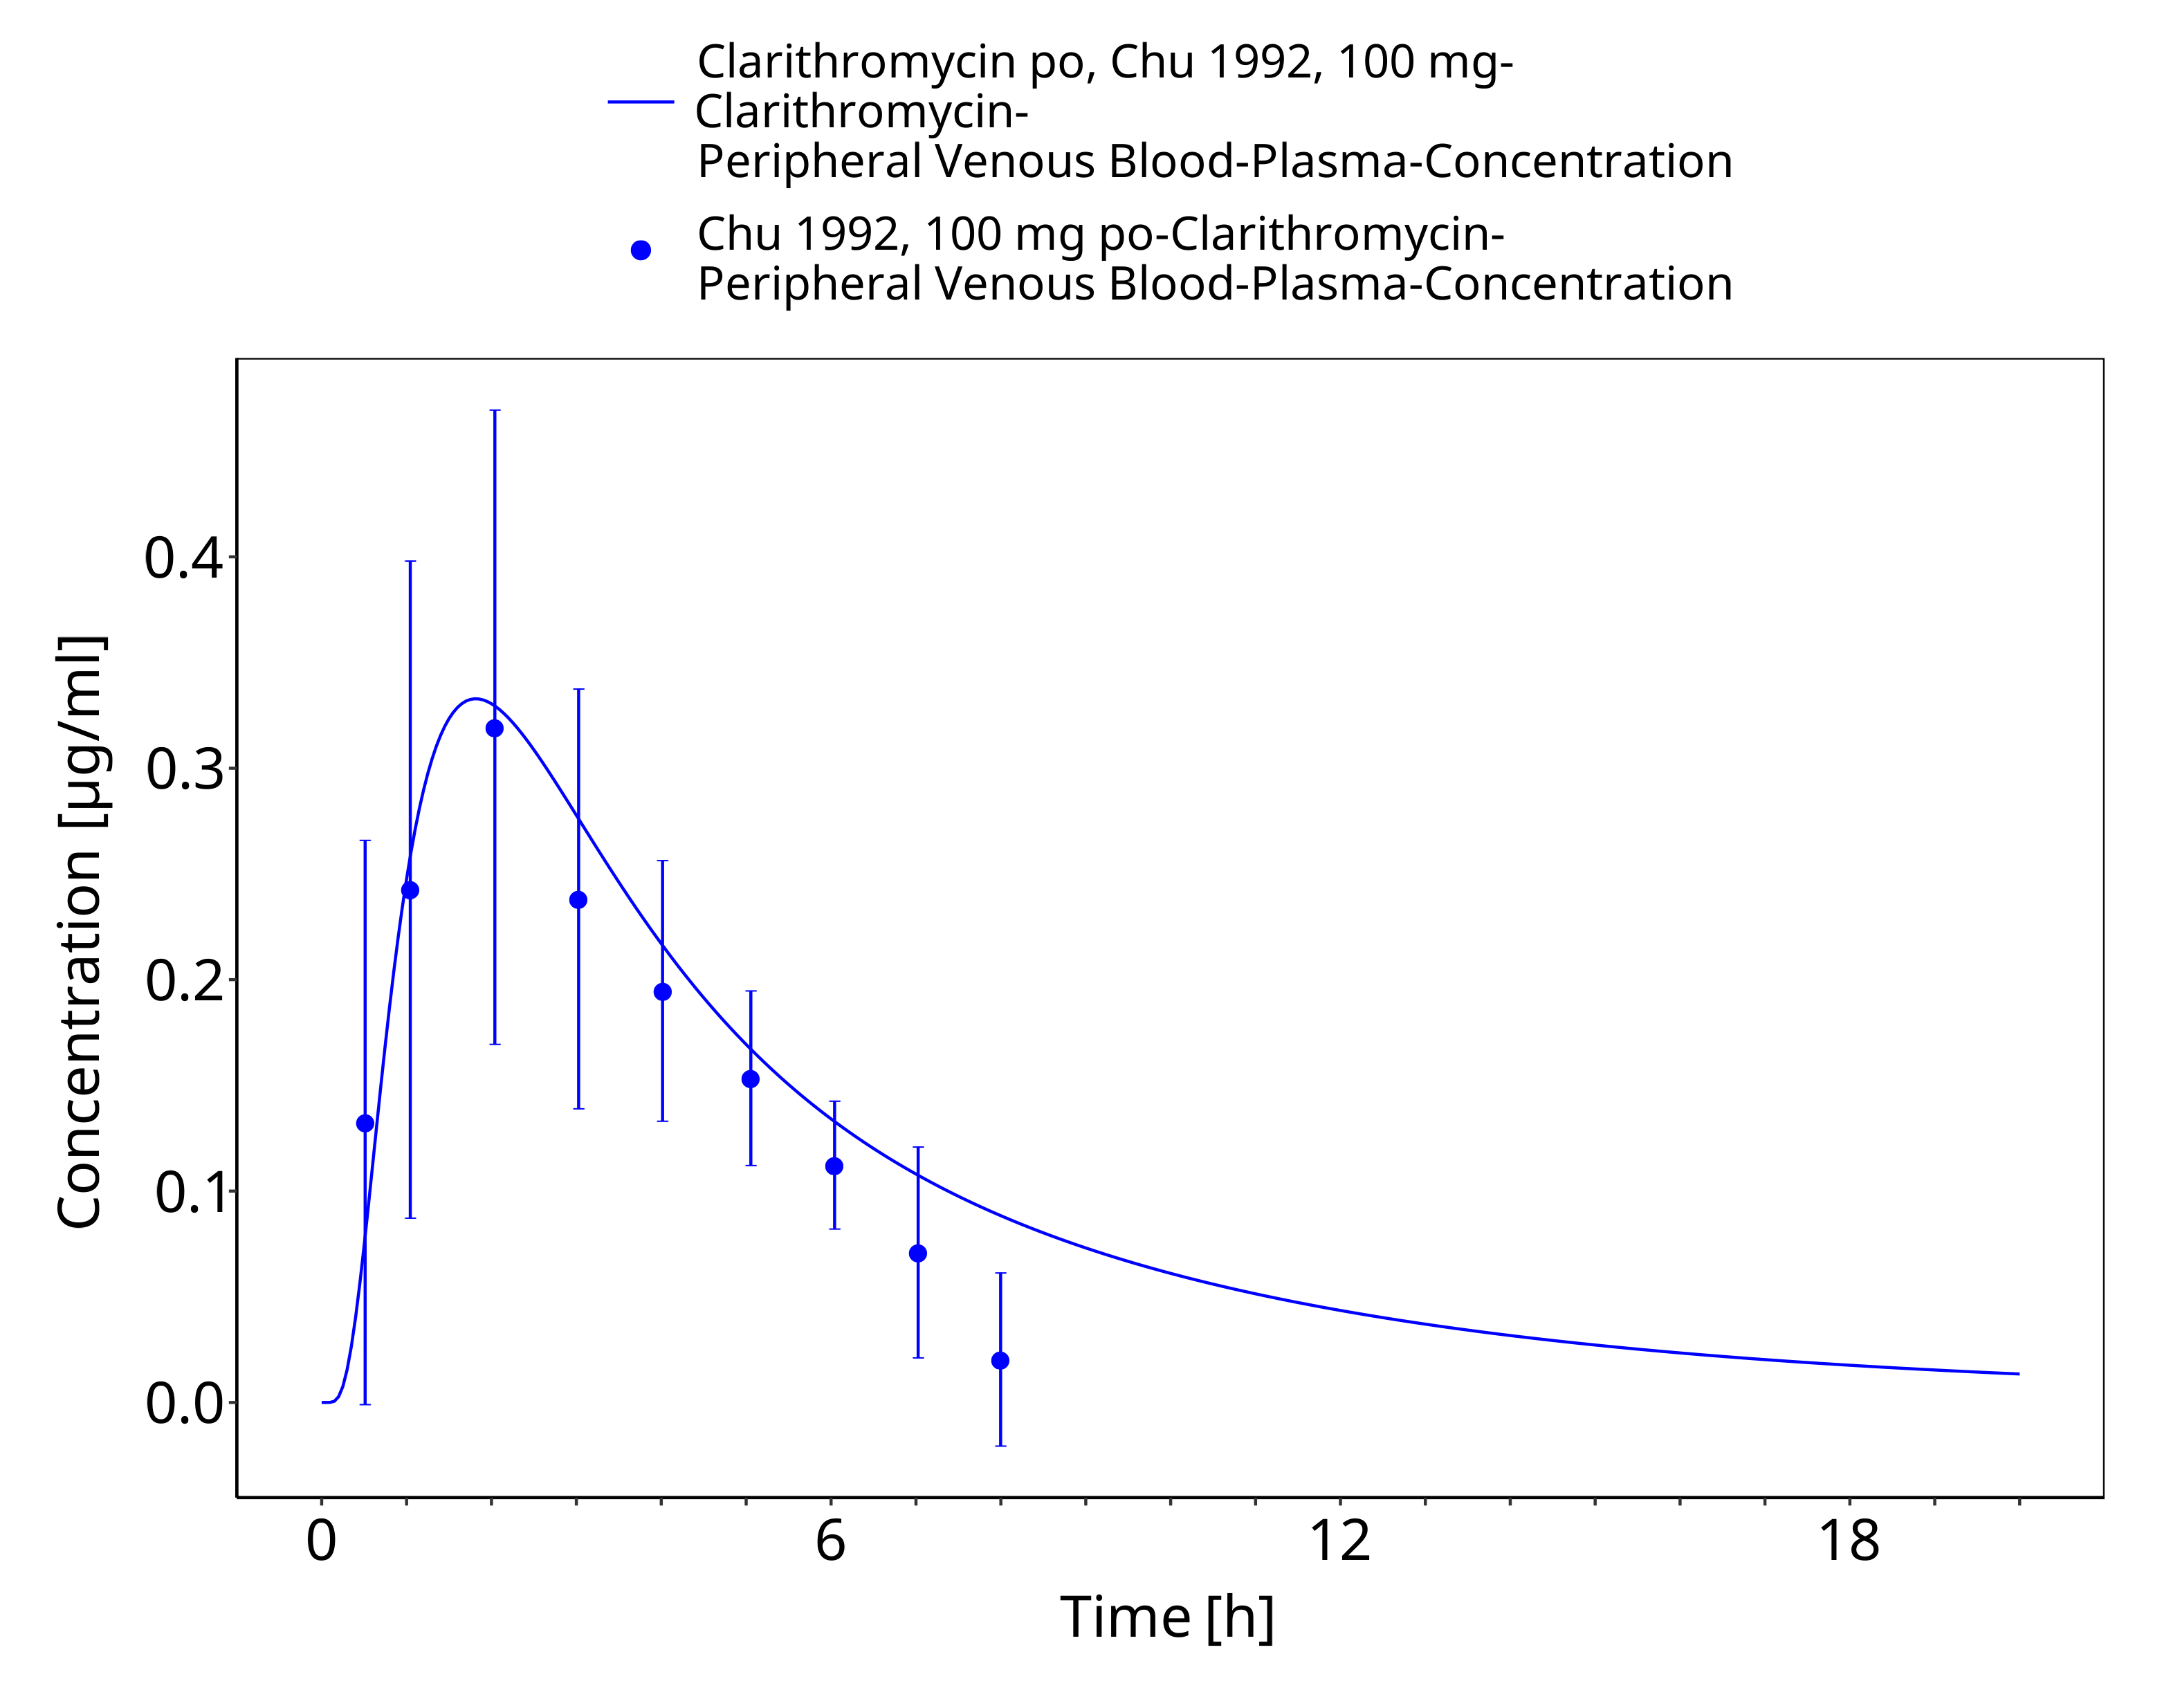 Clarithromycin po, Chu 1992, 100 mg-
Clarithromycin-
Peripheral Venous Blood-Plasma-Concentration
Chu 1992, 100 mg po-Clarithromycin-
Peripheral Venous Blood-Plasma-Concentration
Concentration [µg/ml]
0.4
0.3
0.2
0.1
0.0
0 6 12 18
Time [h]